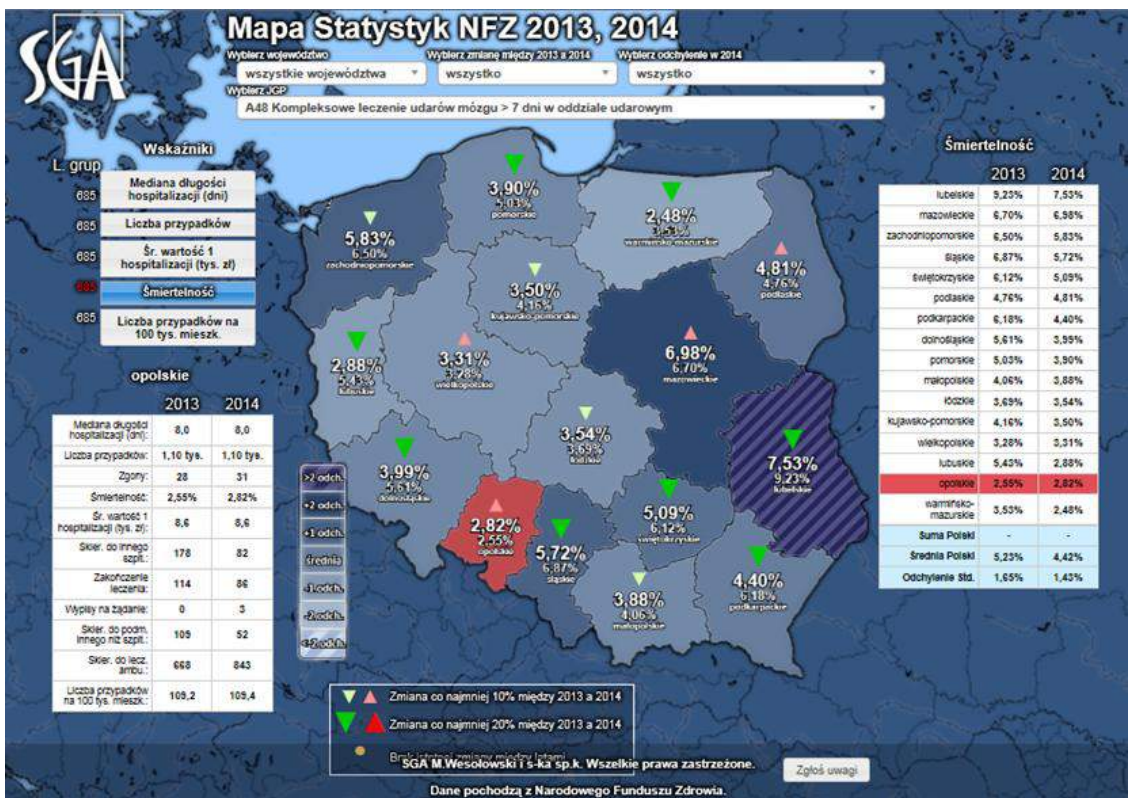 SGA
Mapa Statystyk NFZ 2013, 2014
Wybierz województwo
Wybierz zmianę między 2013 a 2014
Wybierz odchylenie w 2014
wszystkie województwa
wszystko
wszystko
Wybierz JGP
A48 Kompleksowe leczenie udarów mózgu > 7 dni w oddziale udarowym
Wskaźniki
L. grup
685
Mediana długości
hospitalizacji (dni)
685
Liczba przypadków
685
Śr. wartość 1
hospitalizacji (tys. zł)
685
Śmiertelność
685
Liczba przypadków na
100 tys. mieszk.
opolskie
2013 2014
Mediana długości
hospitalizacji (dni): 8,0 8,0
Liczba przypadków: 1,10 tys. 1,10 tys.
Zgony: 28 31
Śmiertelność: 2,55% 2,82%
Śr. wartość 1
hospitalizacji (tys. zł): 8,6 8,6
Skier. do innego
szpit.: 178 82
Zakończenie
leczenia: 114 86
Wypisy na żądanie: 0 3
Skier. do podm.
innego niż szpit.: 109 52
Skier. do lecz.
ambu.: 668 843
Liczba przypadków
na 100 tys. mieszk.: 109,2 109,4
3,90%
5,03%
pomorskie
2,48%
3,53%
warmińsko-mazurskie
5,83%
6,50%
zachodniopomorskie
4,81%
4,76%
podlaskie
3,50%
4,16%
kujawsko-pomorskie
6,98%
6,70%
mazowieckie
3,31%
3,28%
wielkopolskie
2,88%
5,43%
lubuskie
3,54%
3,69%
łódzkie
7,53%
9,23%
lubelskie
3,99%
5,61%
dolnośląskie
5,09%
6,12%
świętokrzyskie
2,82%
2,55%
opolskie
5,72%
6,87%
śląskie
4,40%
6,18%
podkarpackie
3,88%
4,06%
małopolskie
>2 odch.
+2 odch.
+1 odch.
średnia
-1 odch.
-2 odch.
<-2 odch.
Śmiertelność
2013 2014
lubelskie 9,23% 7,53%
mazowieckie 6,70% 6,98%
zachodniopomorskie 6,50% 5,83%
śląskie 6,87% 5,72%
świętokrzyskie 6,12% 5,09%
podlaskie 4,76% 4,81%
podkarpackie 6,18% 4,40%
dolnośląskie 5,61% 3,99%
pomorskie 5,03% 3,90%
małopolskie 4,06% 3,88%
łódzkie 3,69% 3,54%
kujawsko-pomorskie 4,16% 3,50%
wielkopolskie 3,28% 3,31%
lubuskie 5,43% 2,88%
opolskie 2,55% 2,82%
warmińsko-
mazurskie 3,53% 2,48%
Suma Polski - -
Średnia Polski 5,23% 4,42%
Odchylenie Std. 1,65% 1,43%
Zmiana co najmniej 10% między 2013 a 2014
Zmiana co najmniej 20% między 2013 a 2014
Brak istotnej zmiany między latami
SGA M.Wesołowski i s-ka sp.k. Wszelkie prawa zastrzeżone.
Zgłoś uwagi
Dane pochodzą z Narodowego Funduszu Zdrowia.